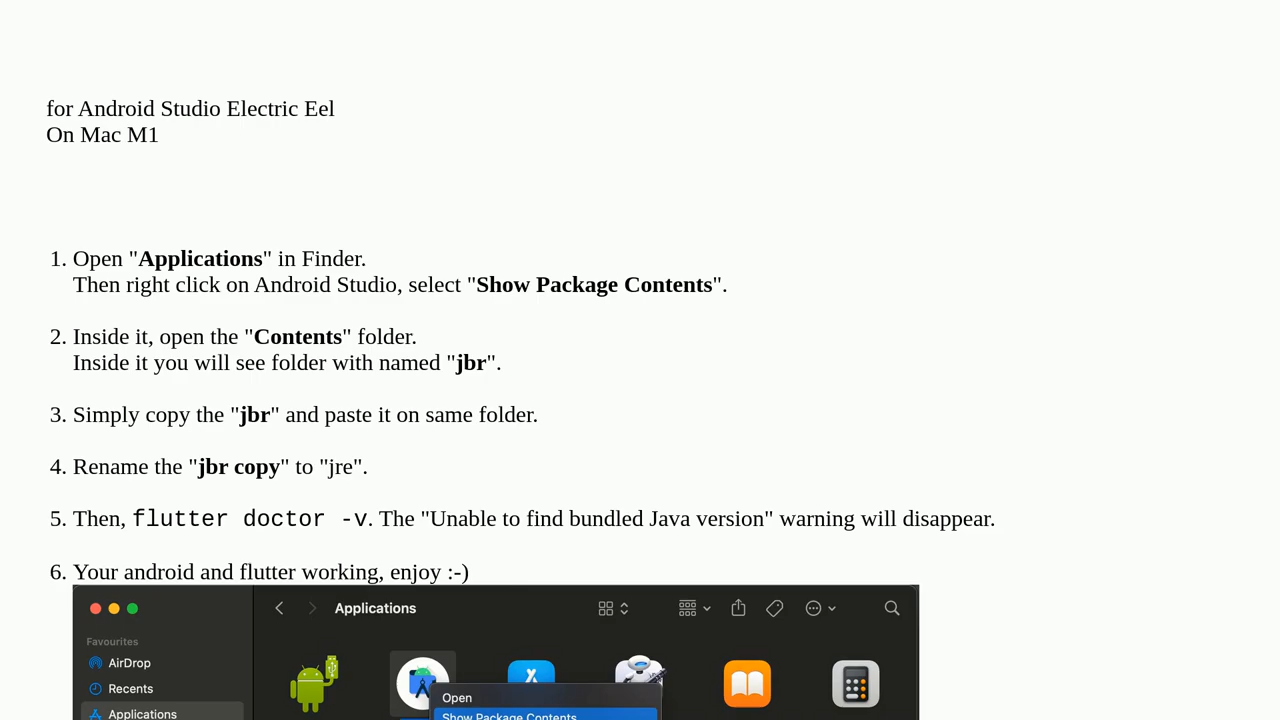 for Android Studio Electric Eel
On Mac M1
1. Open "Applications" in Finder.
Then right click on Android Studio, select "Show Package Contents".
2. Inside it, open the "Contents" folder.
Inside it you will see folder with named "jbr".
3. Simply copy the "jbr" and paste it on same folder.
4. Rename the "jbr copy" to "jre".
5. Then, flutter doctor -v. The "Unable to find bundled Java version" warning will disappear.
6. Your android and flutter working, enjoy :-)
Applications
Favourites
AirDrop
Recents
Applications
Open
Show Package Contents